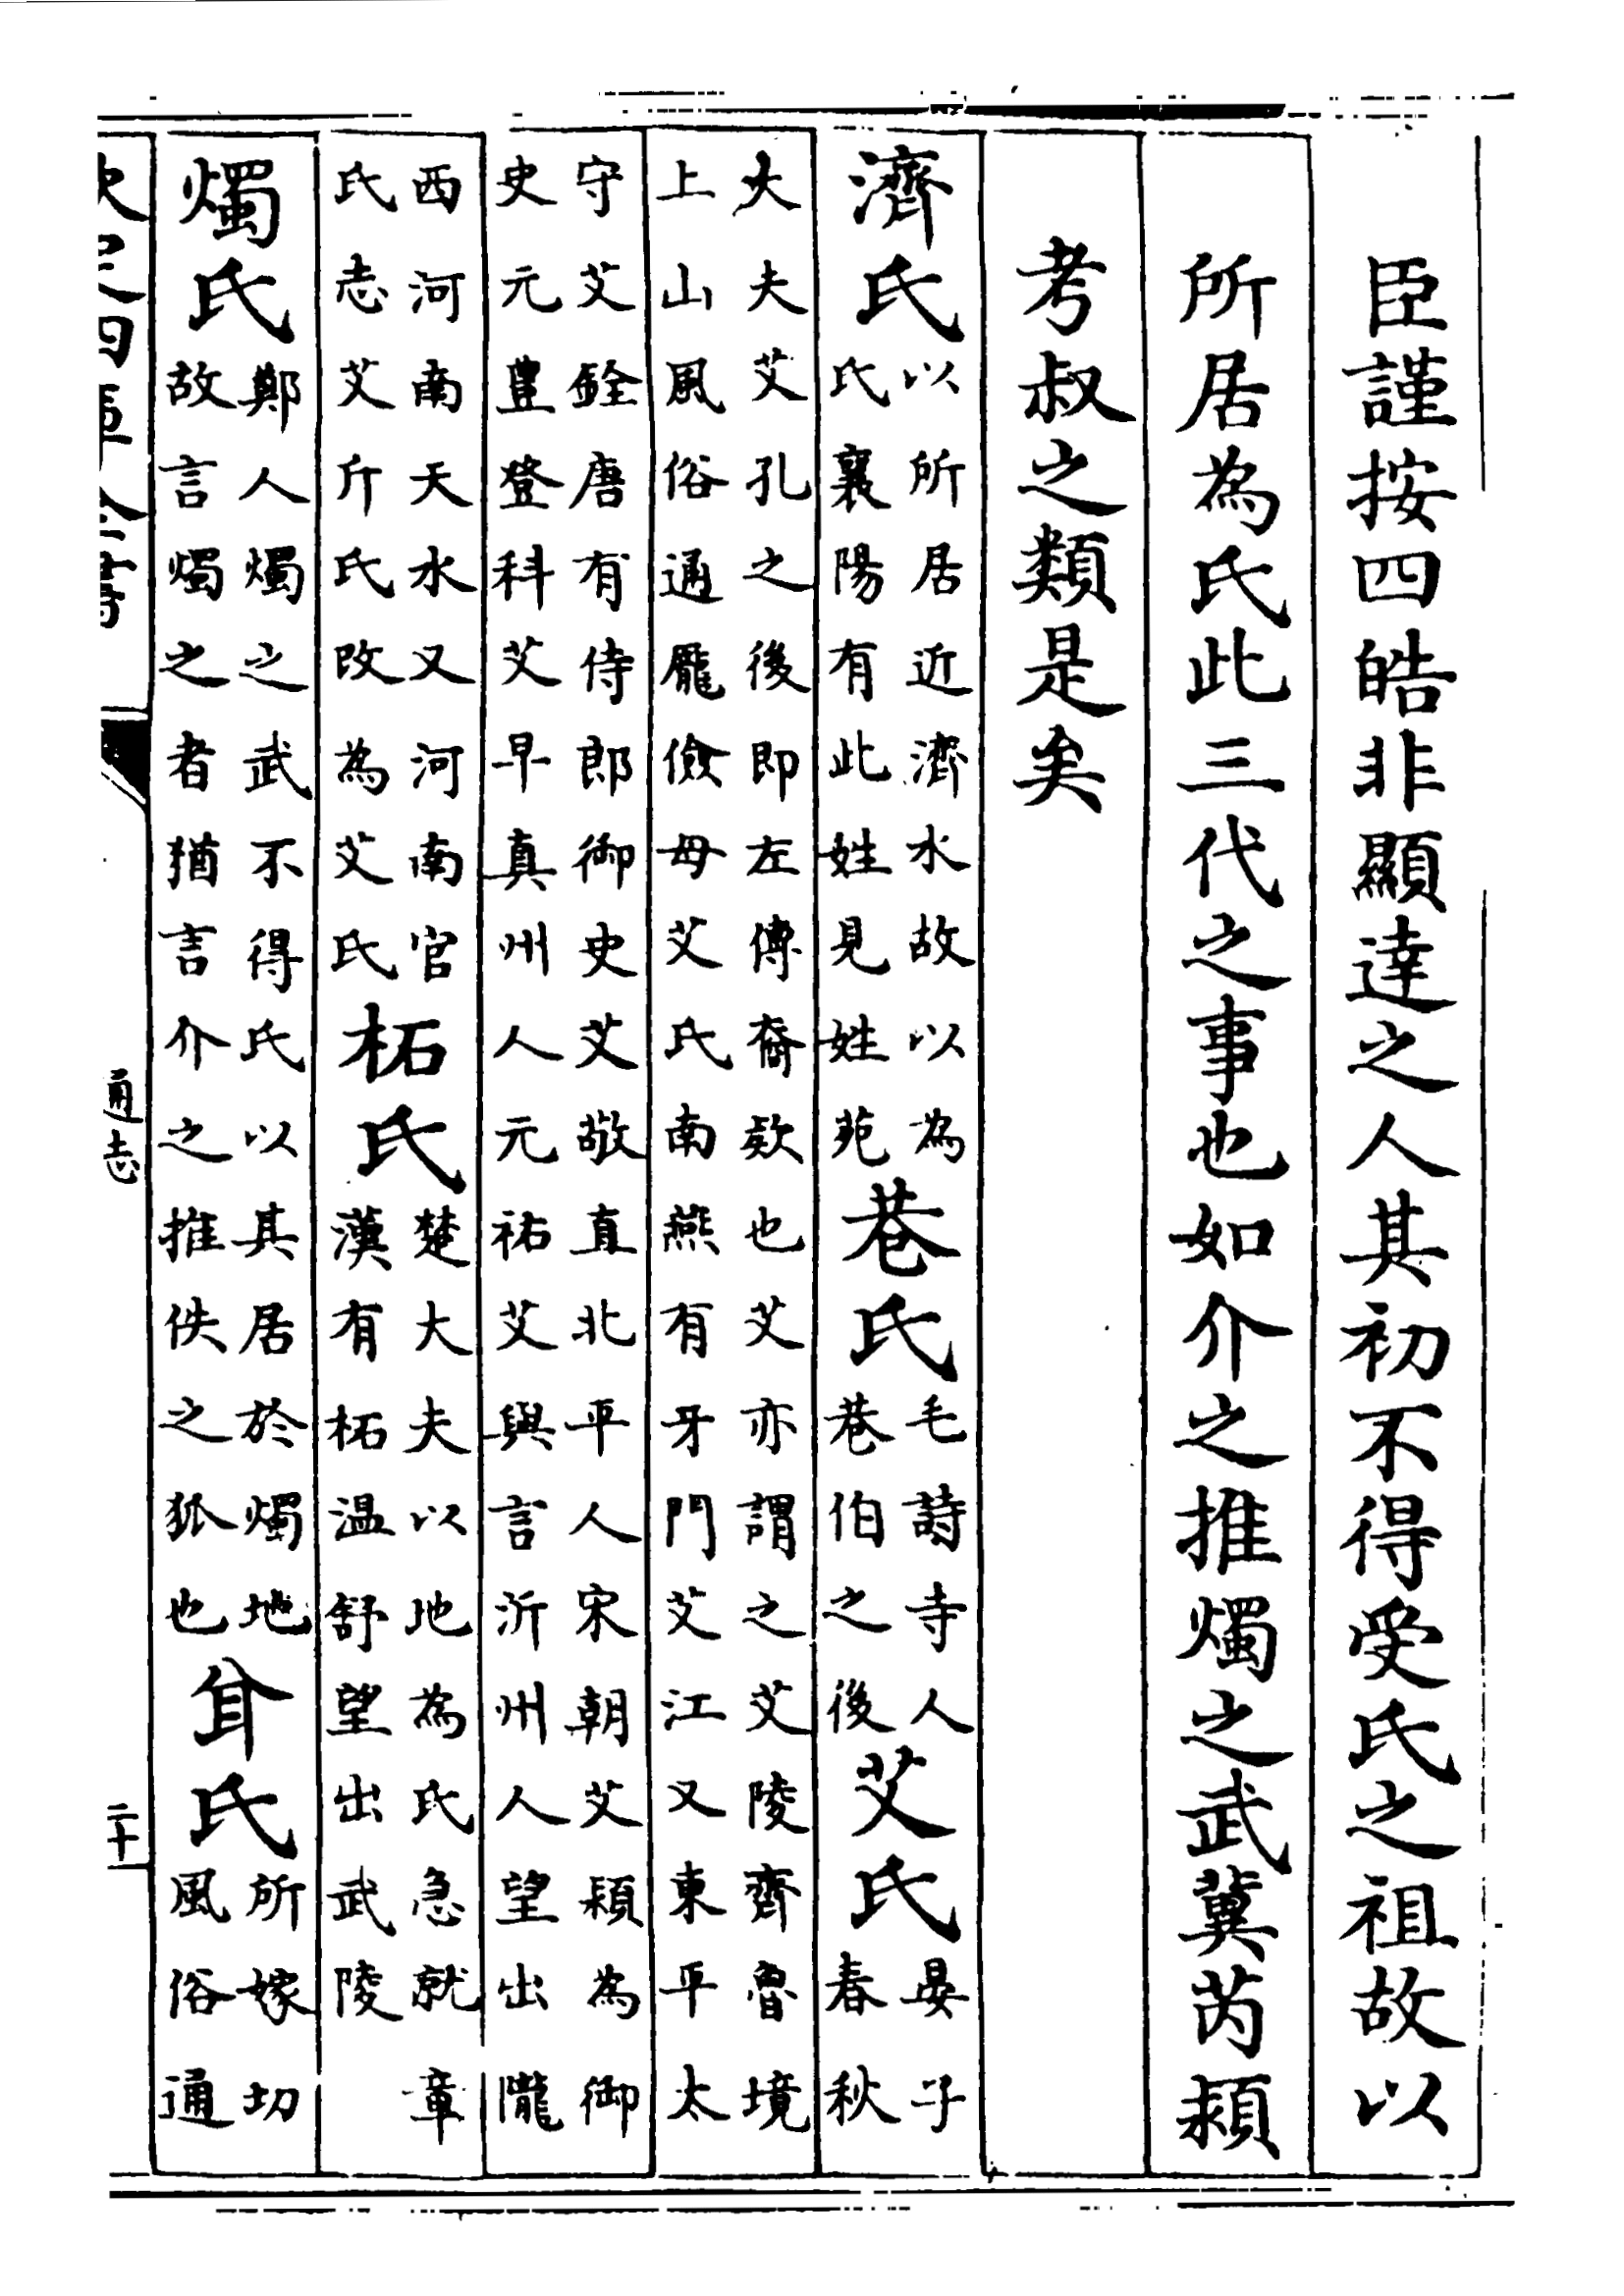 臣謹按四皓非顯達之人其初不得受氏之祖故以
所居為氏此三代之事也如介之推燭之武冀芮潁
考叔之類是矣
濟氏
以所居近濟水故以為
氏襄陽有此姓見姓苑
巷氏
毛詩寺人
巷伯之後
艾氏
晏子
春秋
大夫艾孔之後即左傳裔欵也艾亦謂之艾陵齊魯境
上山風俗通龎儉母艾氏南燕有牙門艾江又東平太
守艾銓唐有侍郎御史艾敬直北平人宋朝艾穎為御
史元豊登科艾早真州人元祐艾與言沂州人望出隴
西河南天水又河南官
氏志艾斤氏改為艾氏
柘氏
楚大夫以地為氏急就章
漢有柘温舒望出武陵
燭氏
鄭人燭之武不得氏以其居於燭地
故言燭之者猶言介之推佚之狐也
氏
所嫁切
風俗通
欽定四庫全書
通志
二十